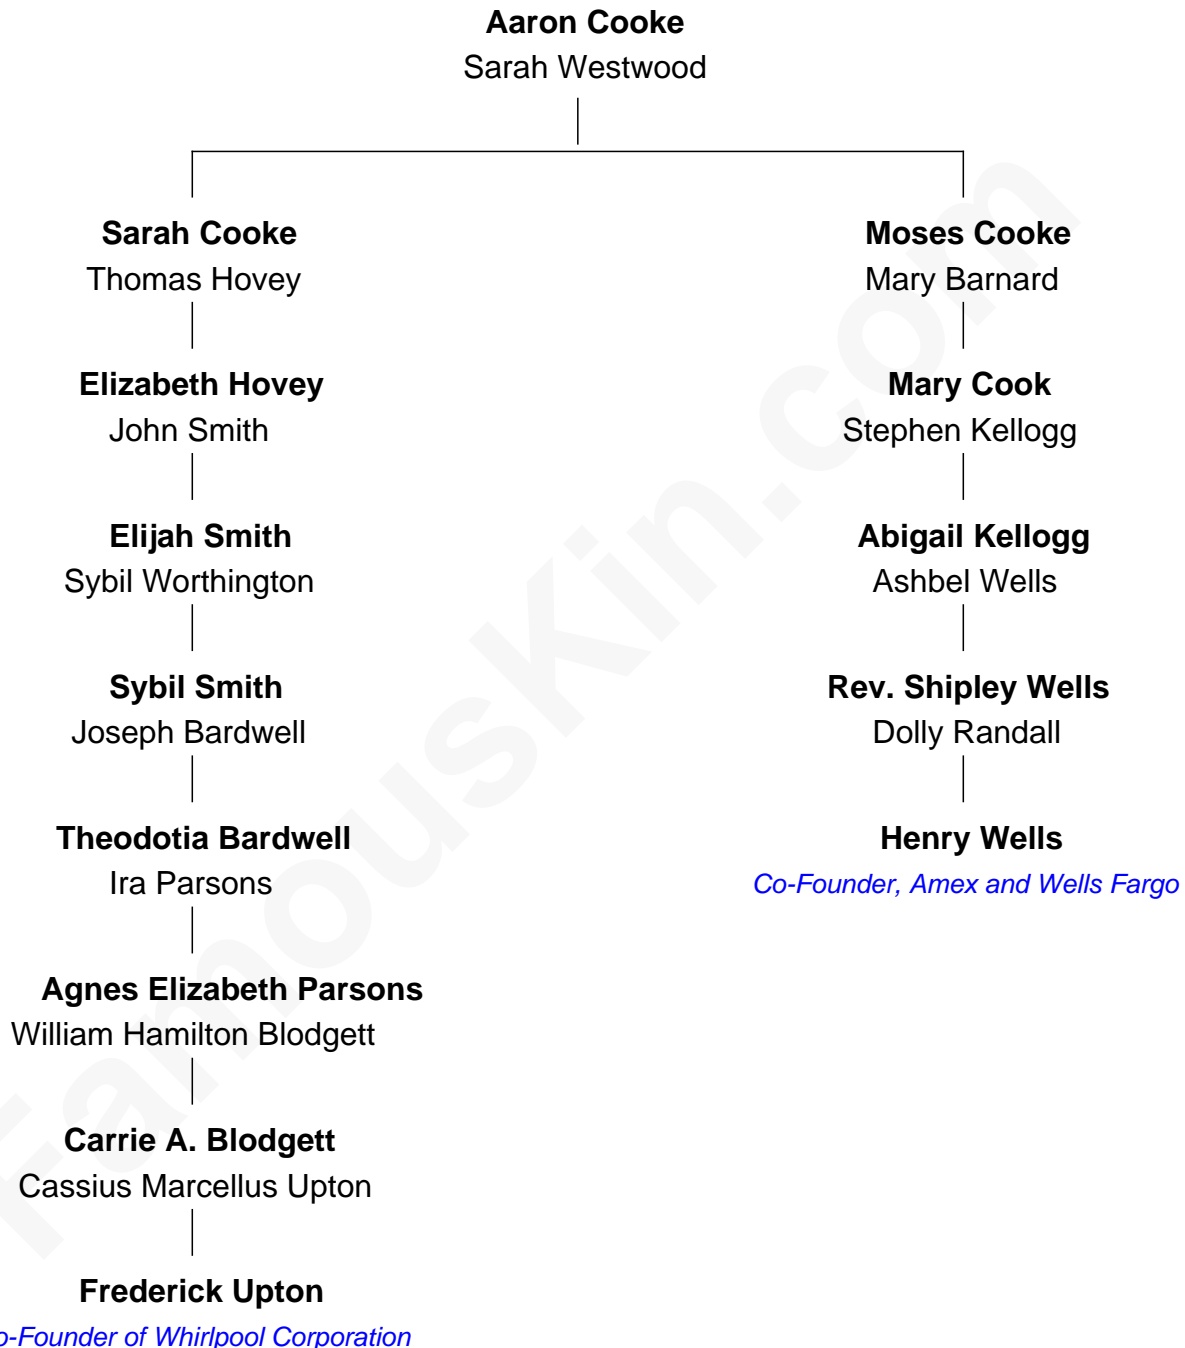 Aaron Cooke
Sarah Westwood
Sarah Cooke
Thomas Hovey
Moses Cooke
Mary Barnard
Elizabeth Hovey
John Smith
Mary Cook
Stephen Kellogg
Elijah Smith
Sybil Worthington
Abigail Kellogg
Ashbel Wells
Sybil Smith
Joseph Bardwell
Rev. Shipley Wells
Dolly Randall
Theodotia Bardwell
Ira Parsons
Henry Wells
Co-Founder, Amex and Wells Fargo
Agnes Elizabeth Parsons
William Hamilton Blodgett
Carrie A. Blodgett
Cassius Marcellus Upton
Frederick Upton
o-Founder of Whirlpool Corporation
FamousKin.com